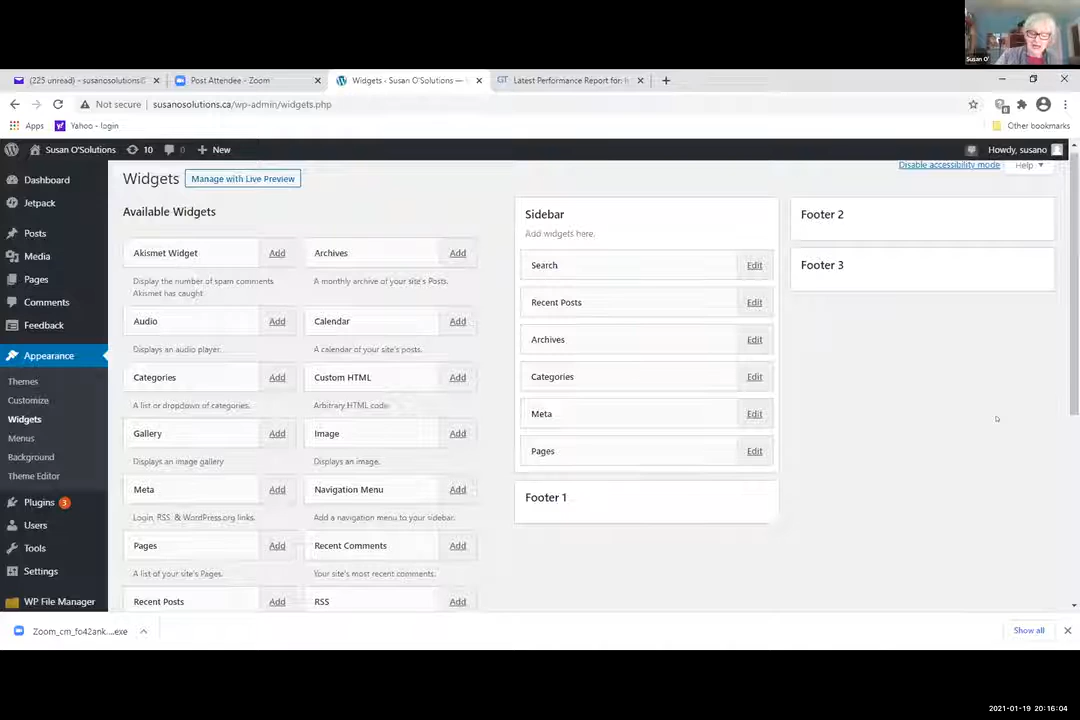 Susan O'
(225 unread) - susanosolutions@
Post Attendee - Zoom
Widgets - Susan O'Solutions —
Latest Performance Report for: h
Not secure
susanosolutions.ca/wp-admin/widgets.php
Apps
Yahoo - login
Other bookmarks
Susan O'Solutions
10
0
New
Howdy, susano
Dashboard
Jetpack
Posts
Media
Pages
Comments
Feedback
Appearance
Themes
Customize
Widgets
Menus
Background
Theme Editor
Plugins 3
Users
Tools
Settings
WP File Manager
Disable accessibility mode
Help
Widgets
Manage with Live Preview
Available Widgets
Akismet Widget Add
Display the number of spam comments
Akismet has caught
Archives Add
A monthly archive of your site's Posts.
Audio Add
Displays an audio player.
Calendar Add
A calendar of your site's posts.
Categories Add
A list or dropdown of categories.
Custom HTML Add
Arbitrary HTML code.
Gallery Add
Displays an image gallery.
Image Add
Displays an image.
Meta Add
Login, RSS, & WordPress.org links.
Navigation Menu Add
Add a navigation menu to your sidebar.
Pages Add
A list of your site's Pages.
Recent Comments Add
Your site's most recent comments.
Recent Posts Add
RSS Add
Sidebar
Add widgets here.
Search Edit
Recent Posts Edit
Archives Edit
Categories Edit
Meta Edit
Pages Edit
Footer 1
Footer 2
Footer 3
Zoom_cm_fo42ank....exe
Show all
2021-01-19 20:16:04